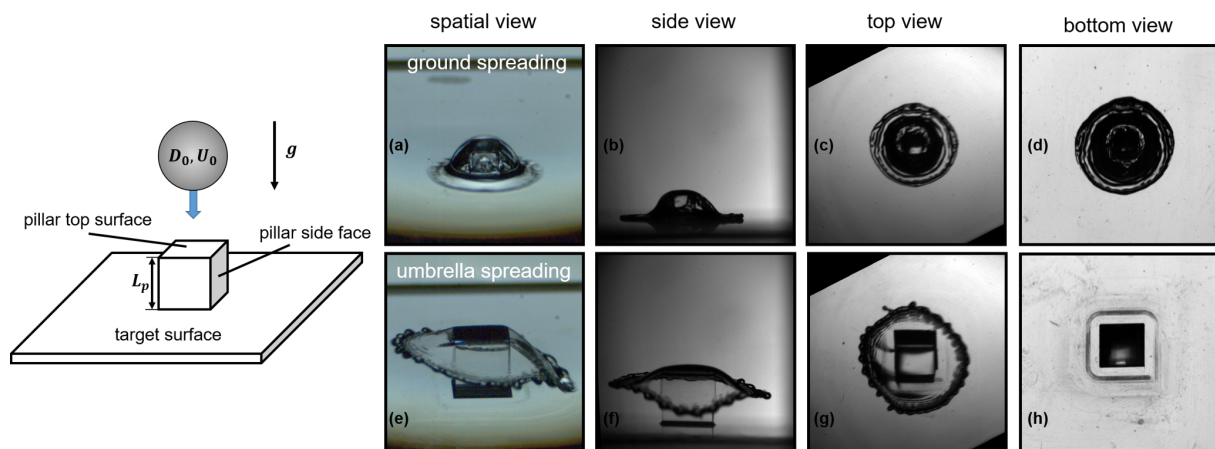 spatial view
side view
top view
bottom view
ground spreading
(a)
(b)
(c)
(d)
D₀, U₀
g
pillar top surface
pillar side face
Lₚ
target surface
umbrella spreading
(e)
(f)
(g)
(h)